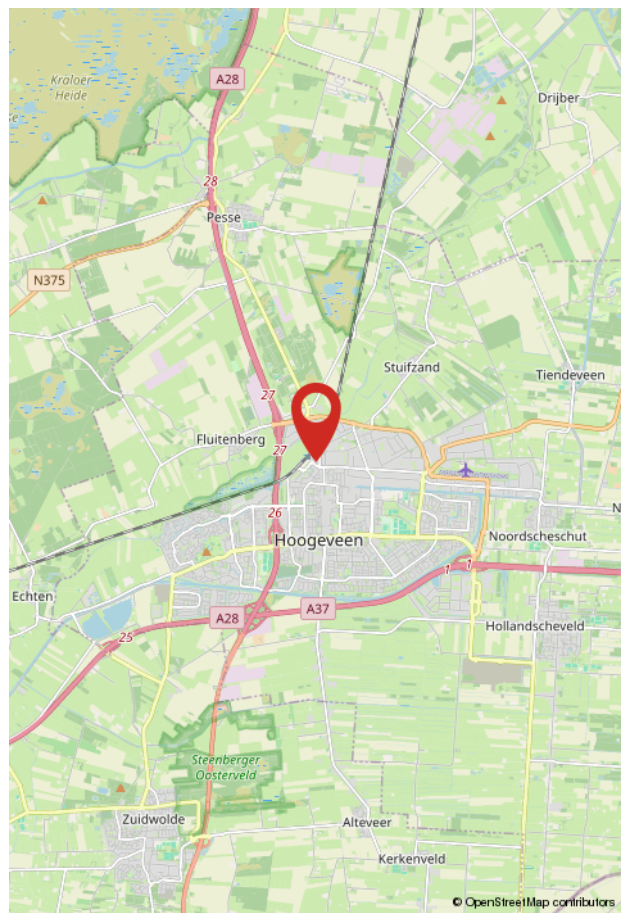 A28
Kraloer
Heide
Drijber
28
Pesse
N375
Stuifzand
Tiendeveen
27
Fluitenberg
27
26
Hoogeveen
Noordscheschut
1
1
Echten
A28
A37
25
Hollandscheveld
Steenberger
Oosterveld
Zuidwolde
Alteveer
Kerkenveld
© OpenStreetMap contributors